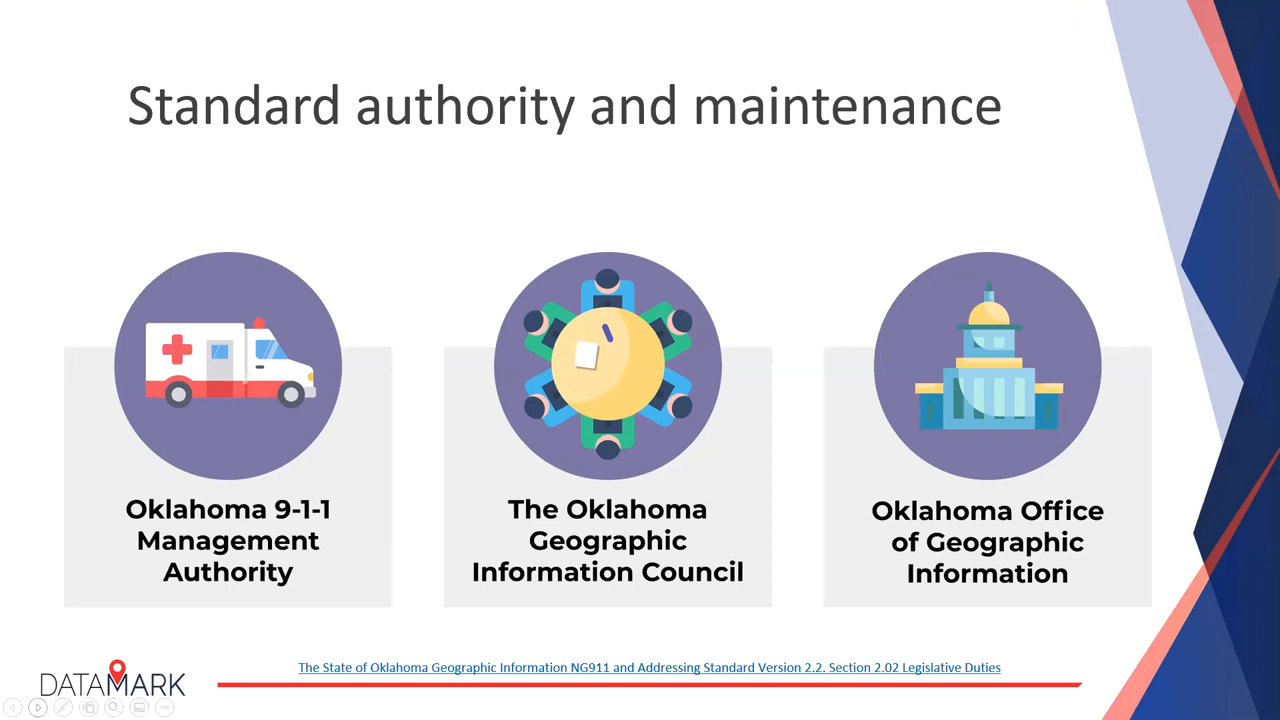 Standard authority and maintenance
Oklahoma 9-1-1
Management
Authority
The Oklahoma
Geographic
Information Council
Oklahoma Office
of Geographic
Information
The State of Oklahoma Geographic Information NG911 and Addressing Standard Version 2.2. Section 2.02 Legislative Duties
DATAMARK